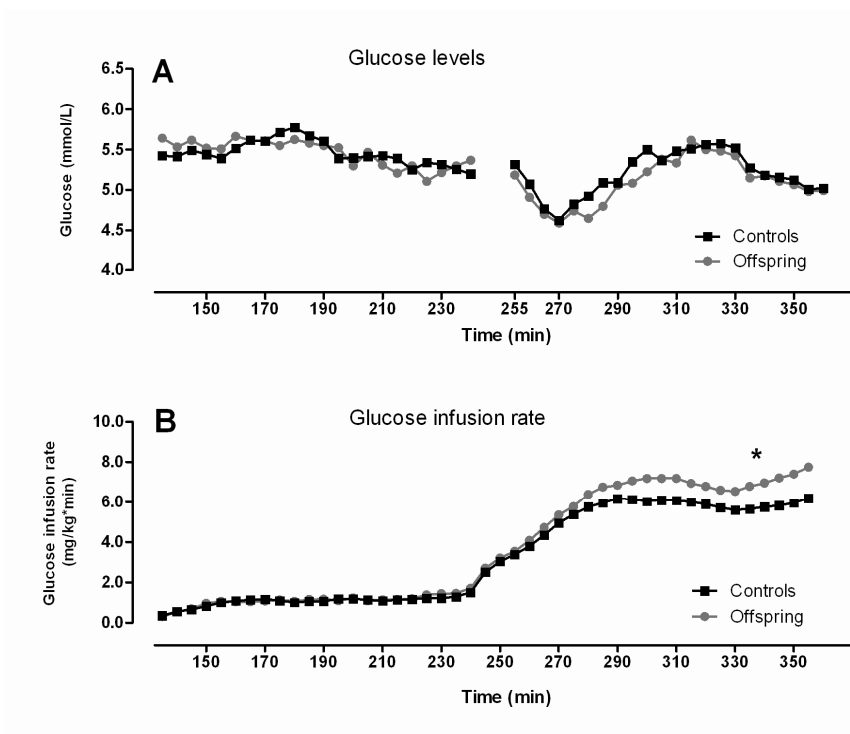 A
Glucose levels
Glucose (mmol/L)
6.5
6.0
5.5
5.0
4.5
4.0
Controls
Offspring
150 170 190 210 230 255 270 290 310 330 350
Time (min)
B
Glucose infusion rate
Glucose infusion rate
(mg/kg*min)
10.0
8.0
6.0
4.0
2.0
0.0
*
Controls
Offspring
150 170 190 210 230 250 270 290 310 330 350
Time (min)